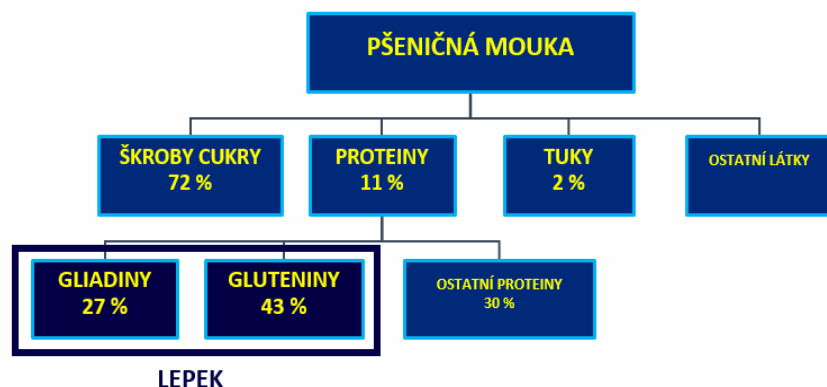 PŠENIČNÁ MOUKA
ŠKROBY CUKRY
72 %
PROTEINY
11 %
TUKY
2 %
OSTATNÍ LÁTKY
GLIADINY
27 %
GLUTENINY
43 %
OSTATNÍ PROTEINY
30 %
LEPEK